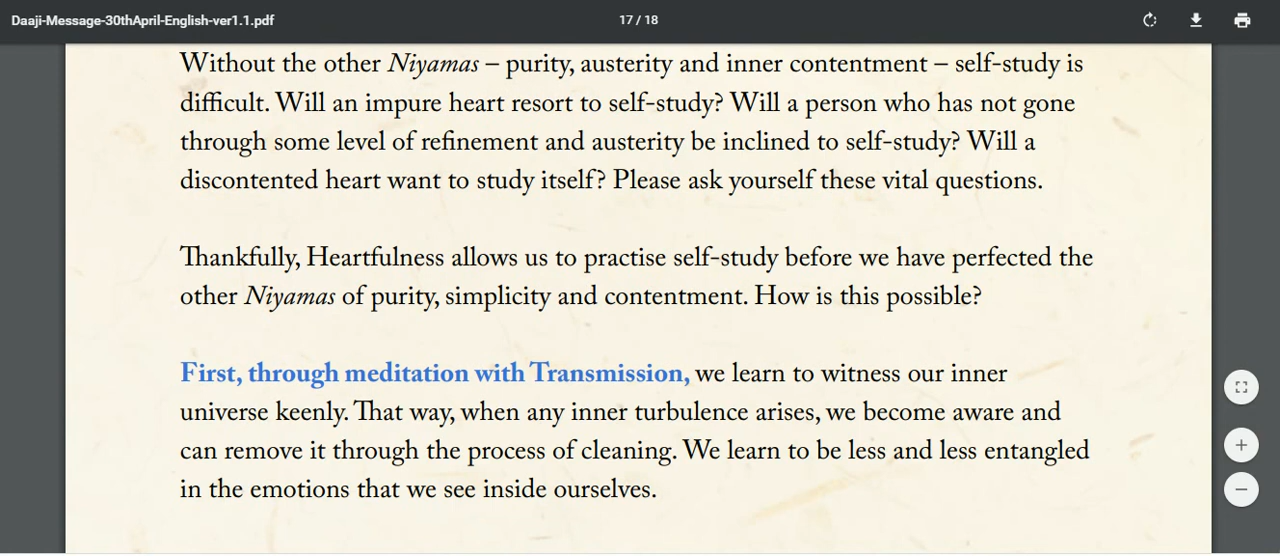 Daaji-Message-30thApril-English-ver1.1.pdf
17 / 18
Without the other Niyamas – purity, austerity and inner contentment – self-study is
difficult. Will an impure heart resort to self-study? Will a person who has not gone
through some level of refinement and austerity be inclined to self-study? Will a
discontented heart want to study itself? Please ask yourself these vital questions.
Thankfully, Heartfulness allows us to practise self-study before we have perfected the
other Niyamas of purity, simplicity and contentment. How is this possible?
First, through meditation with Transmission, we learn to witness our inner
universe keenly. That way, when any inner turbulence arises, we become aware and
can remove it through the process of cleaning. We learn to be less and less entangled
in the emotions that we see inside ourselves.